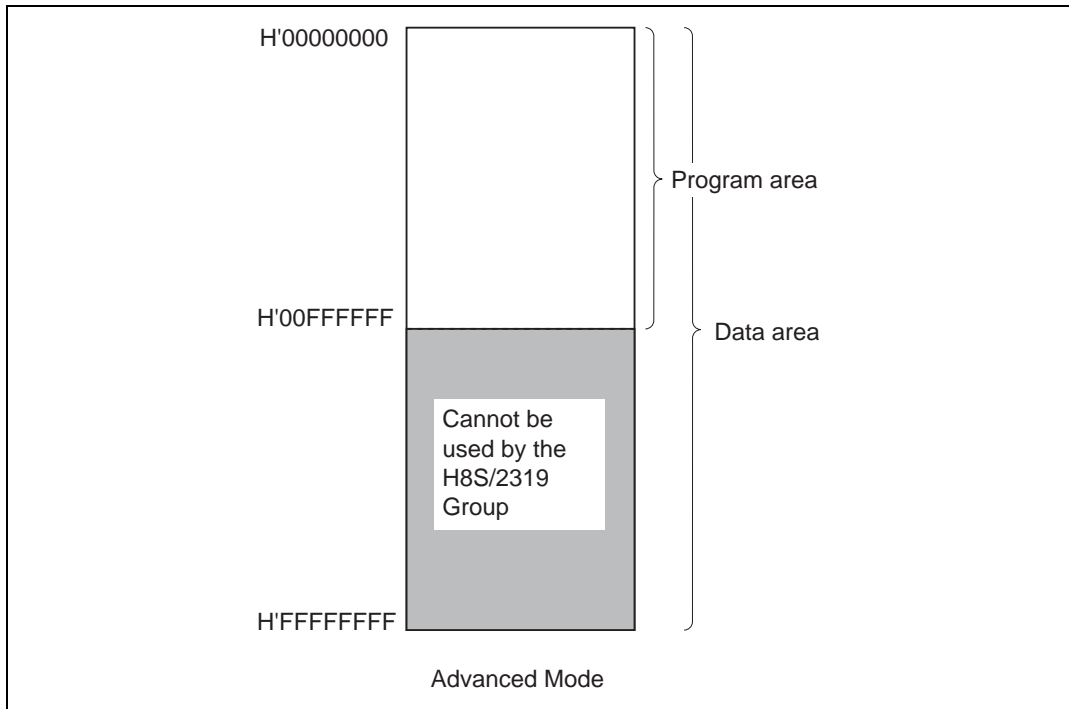 H'00000000
Program area
H'00FFFFFF
Data area
Cannot be
used by the
H8S/2319
Group
H'FFFFFFFF
Advanced Mode